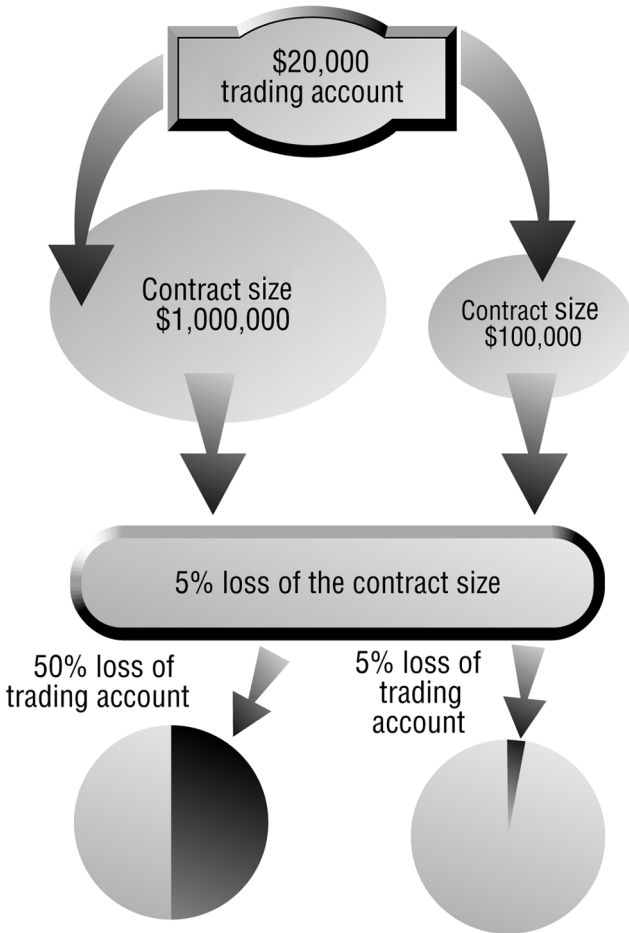 $20,000
trading account
Contract size
$1,000,000
Contract size
$100,000
5% loss of the contract size
50% loss of
trading account
5% loss of
trading
account